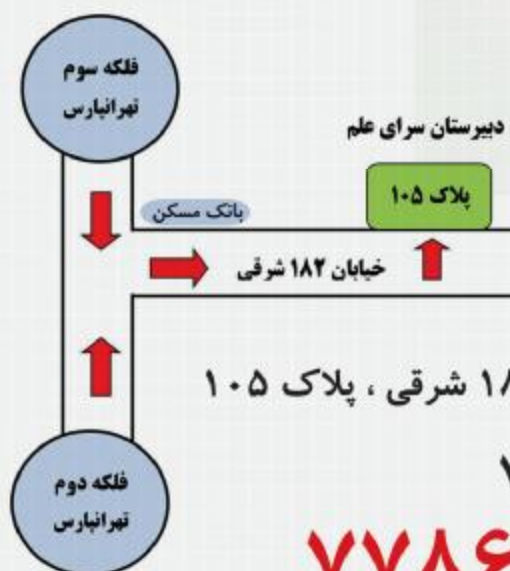 فلکه سوم
تهرانپارس
دبیرستان سرای علم
پلاک ۱۰۵
بانک مسکن
خیابان ۱۸۲ شرقی
شرقی ، پلاک ۱۰۵
فلکه دوم
تهرانپارس
۷۷۸۶